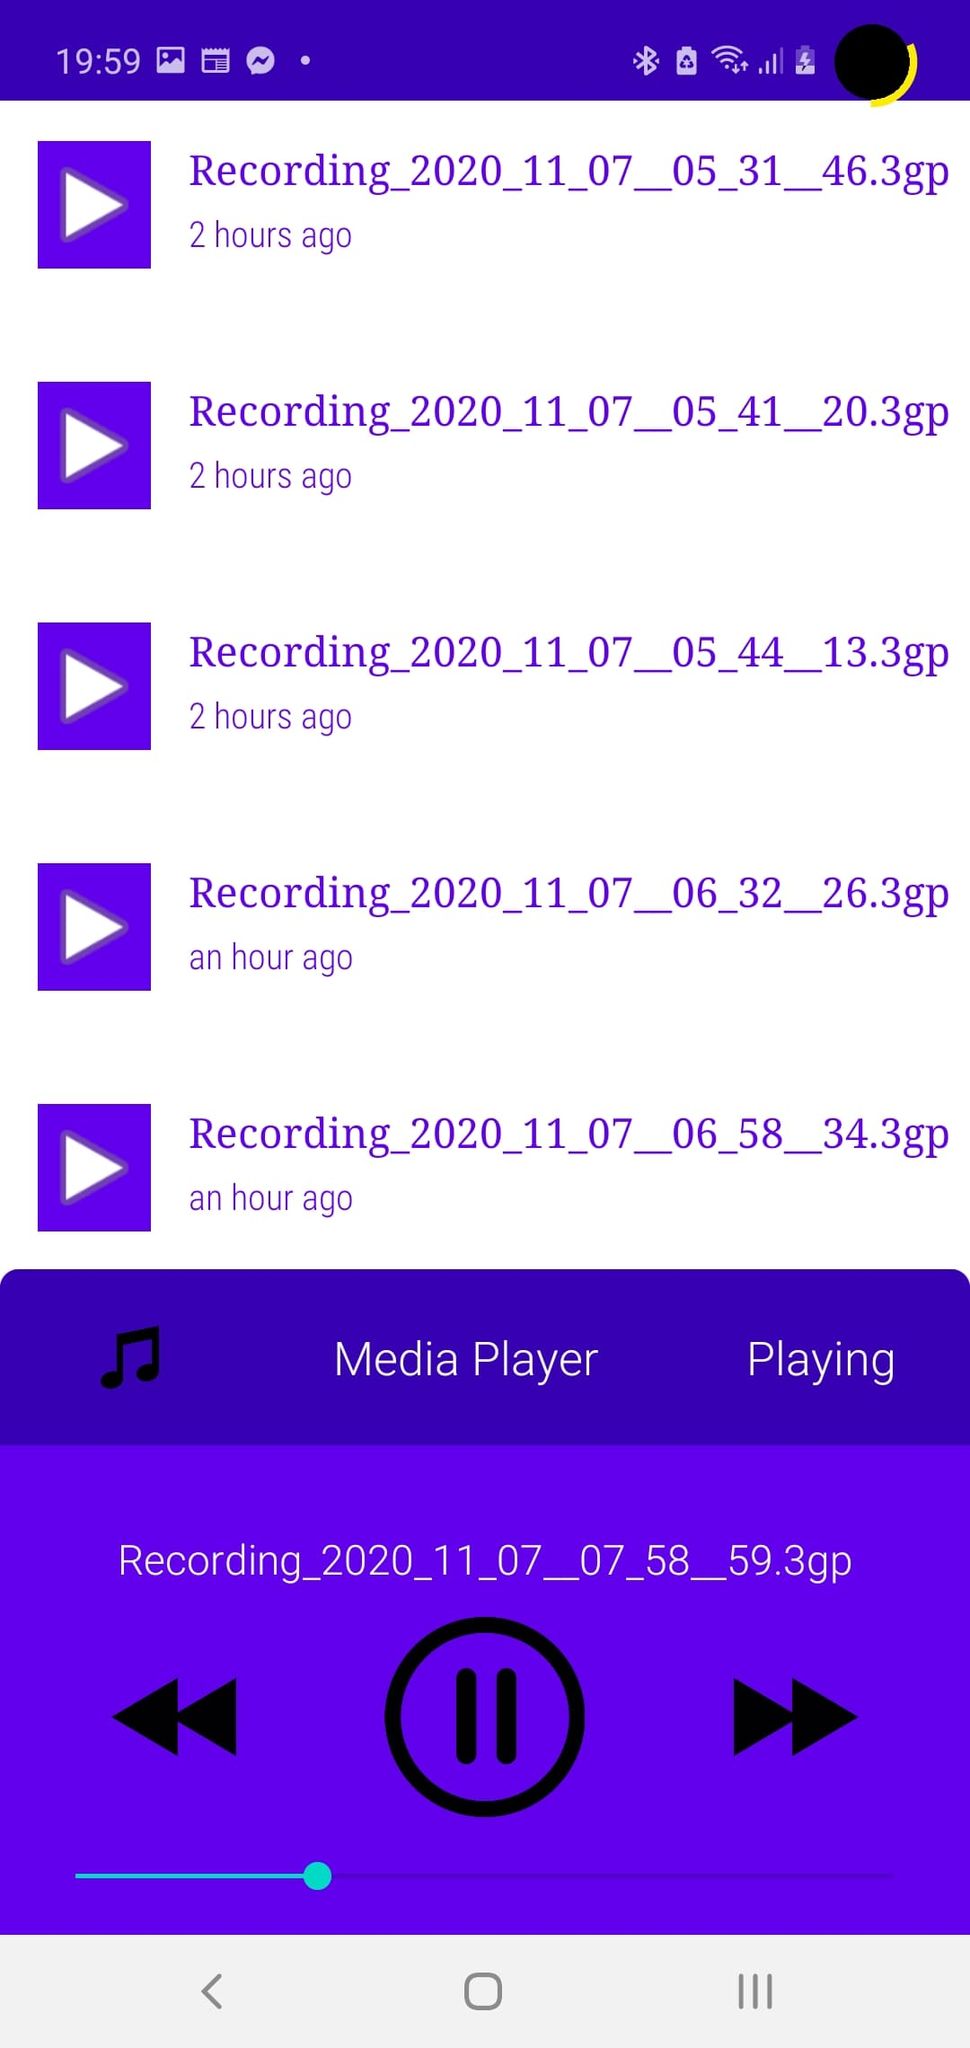 19:59
Recording_2020_11_07__05_31__46.3gp
2 hours ago
Recording_2020_11_07__05_41__20.3gp
2 hours ago
Recording_2020_11_07__05_44__13.3gp
2 hours ago
Recording_2020_11_07__06_32__26.3gp
an hour ago
Recording_2020_11_07__06_58__34.3gp
an hour ago
Media Player Playing
Recording_2020_11_07__07_58__59.3gp